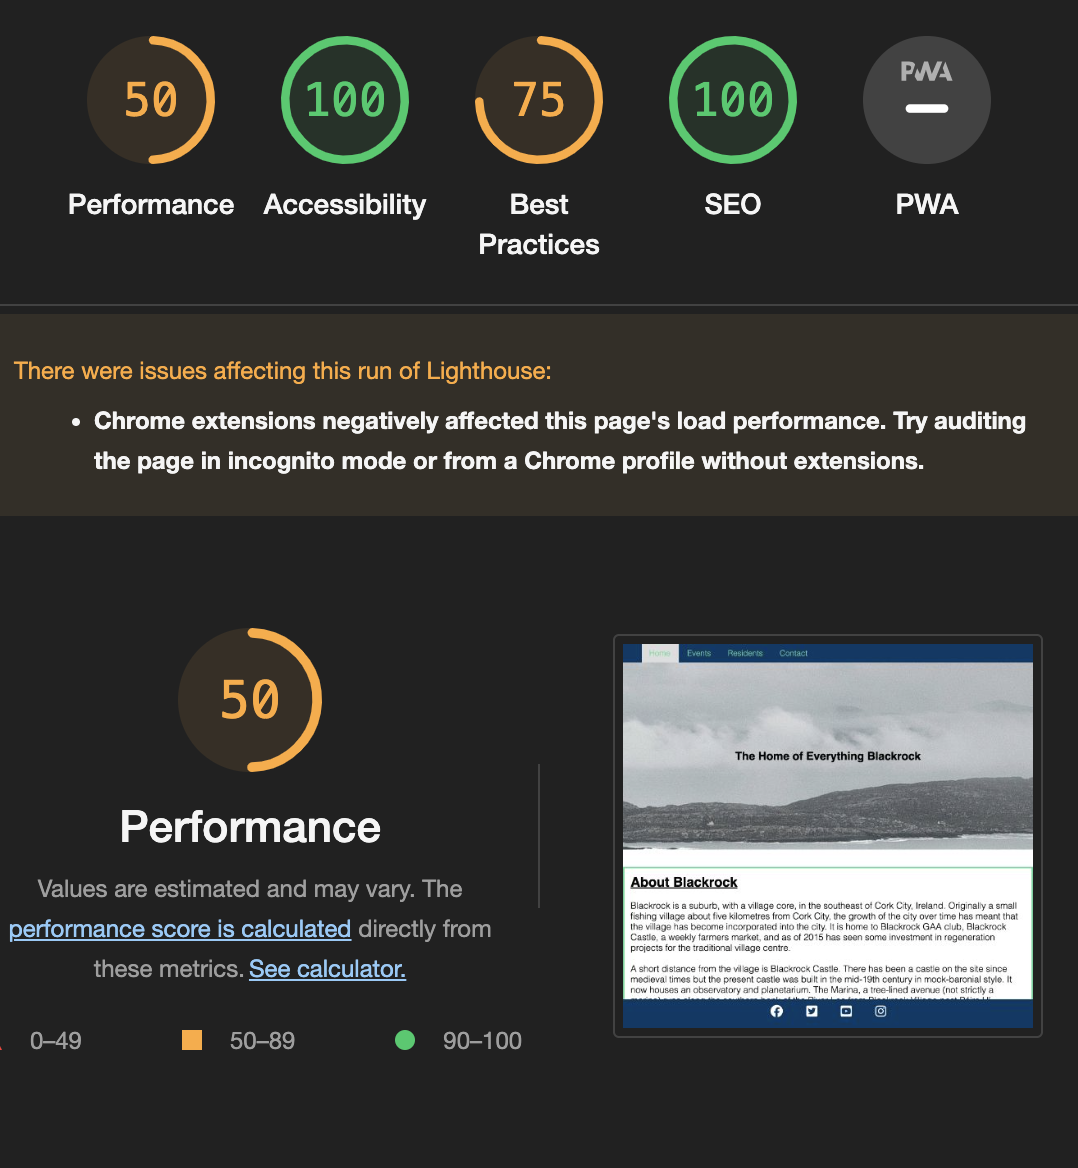 50
100
75
100
PWA
Performance
Accessibility
Best
Practices
SEO
PWA
There were issues affecting this run of Lighthouse:
• Chrome extensions negatively affected this page's load performance. Try auditing
the page in incognito mode or from a Chrome profile without extensions.
50
Performance
Values are estimated and may vary. The
performance score is calculated directly from
these metrics. See calculator.
0–49
50–89
90–100
Home Events Residents Contact
The Home of Everything Blackrock
About Blackrock
Blackrock is a suburb, with a village core, in the southeast of Cork City, Ireland. Originally a small
fishing village about five kilometres from Cork City, the growth of the city over time has meant that
the village has become incorporated into the city. It is home to Blackrock GAA club, Blackrock
Castle, a weekly farmers market, and as of 2015 has seen some investment in regeneration
projects for the traditional village centre.
A short distance from the village is Blackrock Castle. There has been a castle on the site since
medieval times but the present castle was built in the mid-19th century in mock-baronial style. It
now houses an observatory and planetarium. The Marina, a tree-lined avenue (not strictly a